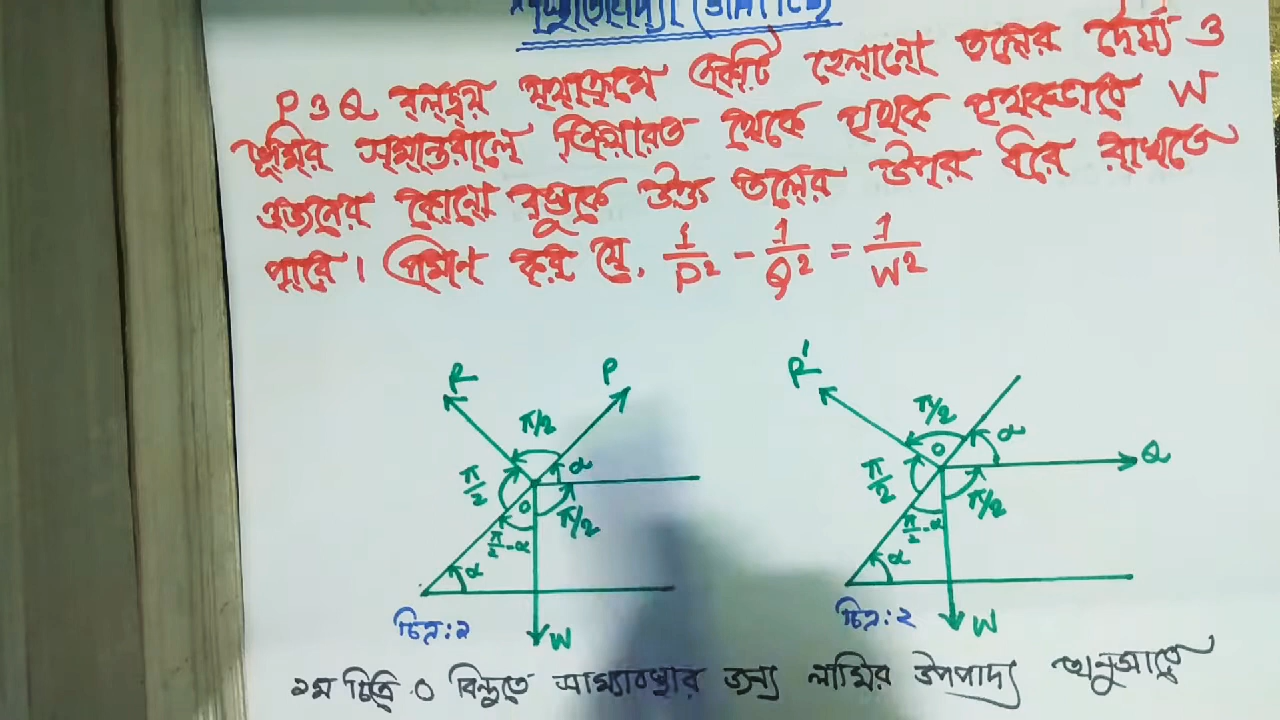 P ও Q বলদ্বয় যথাক্রমে একটি হেলানো তলের দৈর্ঘ্য ও
ভূমির সমান্তরালে ক্রিয়ারত থেকে পৃথক পৃথকভাবে W
ওজনের কোনো বস্তুকে উক্ত তলের উপর ধরে রাখতে
পারে। প্রমাণ কর যে, 1/P² - 1/Q² = 1/W²
R P
π/2
π/2 α
O π/2
π/2-α
α
চিত্র:১
W
R' π/2 α
O Q
π/2 π/2
π/2-α
α
চিত্র:২
W
১ম চিত্রে O বিন্দুতে সাম্যাবস্থার জন্য লামির উপপাদ্য অনুসারে